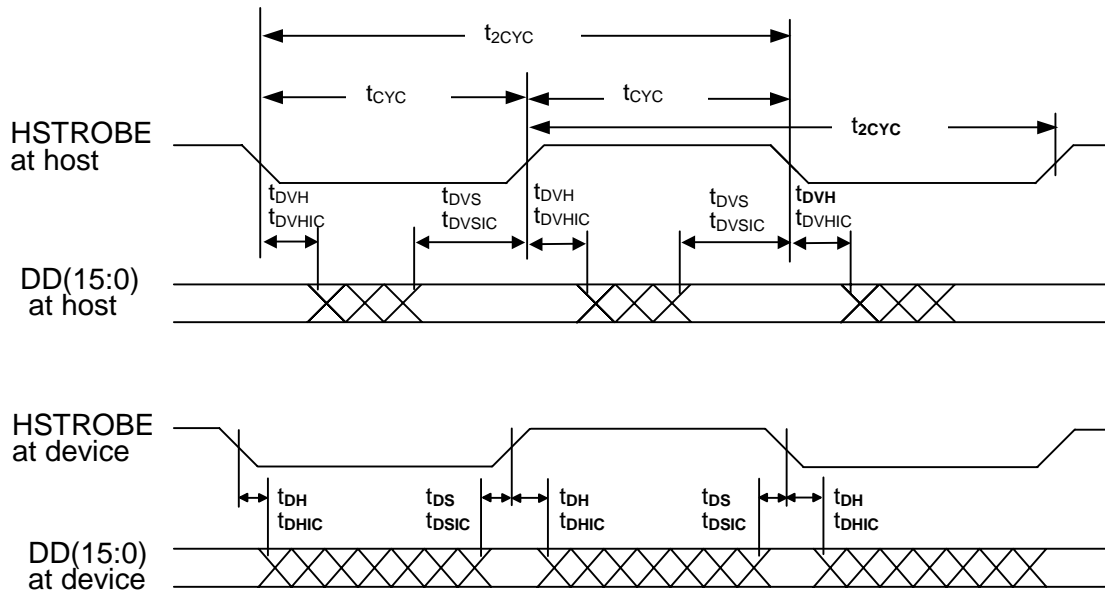 t2CYC
tCYC tCYC
t2CYC
HSTROBE
at host
tDVH tDVS tDVH tDVS tDVH
tDVHIC tDVSIC tDVHIC tDVSIC tDVHIC
DD(15:0)
at host
HSTROBE
at device
tDH tDS tDH tDS tDH
tDHIC tDSIC tDHIC tDSIC tDHIC
DD(15:0)
at device